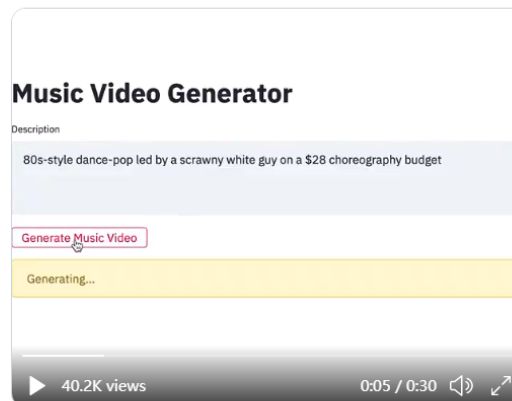 Music Video Generator
Description
80s-style dance-pop led by a scrawny white guy on a $28 choreography budget
Generate Music Video
Generating...
40.2K views
0:05 / 0:30